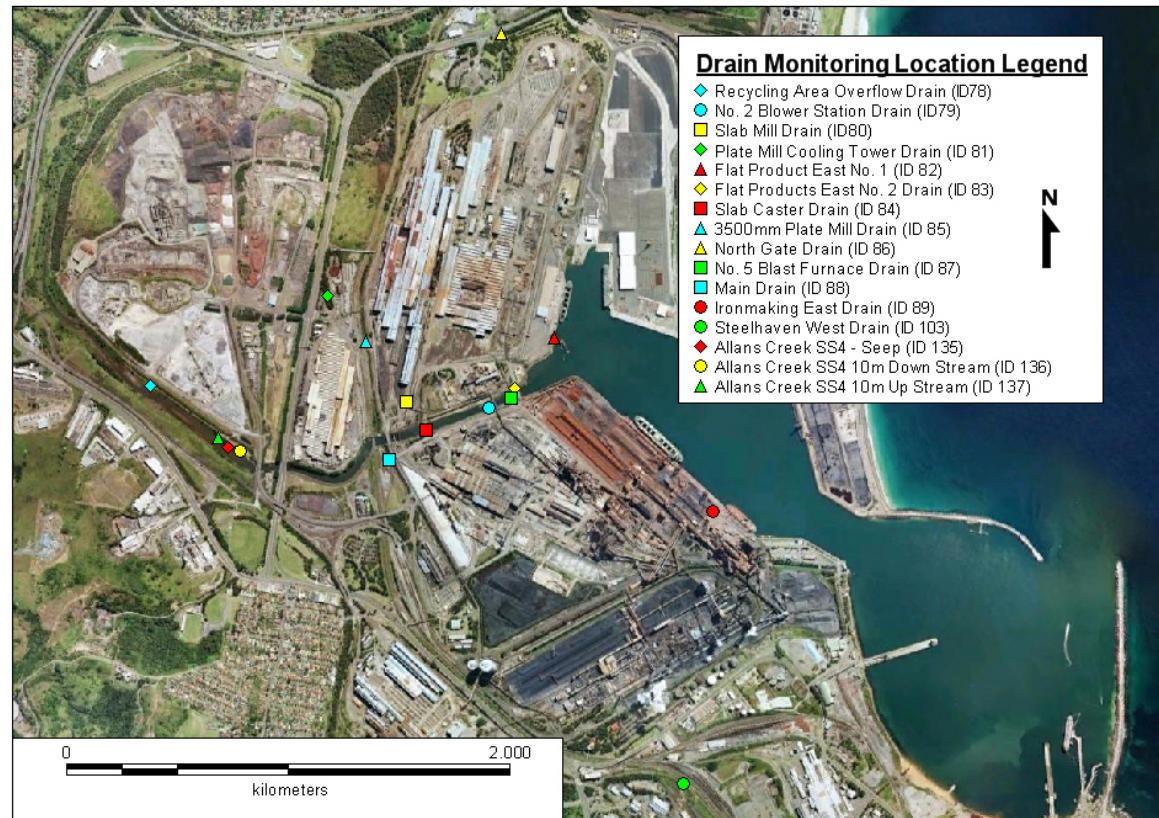 Drain Monitoring Location Legend
Recycling Area Overflow Drain (ID78)
No. 2 Blower Station Drain (ID79)
Slab Mill Drain (ID80)
Plate Mill Cooling Tower Drain (ID 81)
Flat Product East No. 1 (ID 82)
Flat Products East No. 2 Drain (ID 83)
Slab Caster Drain (ID 84)
3500mm Plate Mill Drain (ID 85)
North Gate Drain (ID 86)
No. 5 Blast Furnace Drain (ID 87)
Main Drain (ID 88)
Ironmaking East Drain (ID 89)
Steelhaven West Drain (ID 103)
Allans Creek SS4 - Seep (ID 135)
Allans Creek SS4 10m Down Stream (ID 136)
Allans Creek SS4 10m Up Stream (ID 137)
N
0 2.000
kilometers